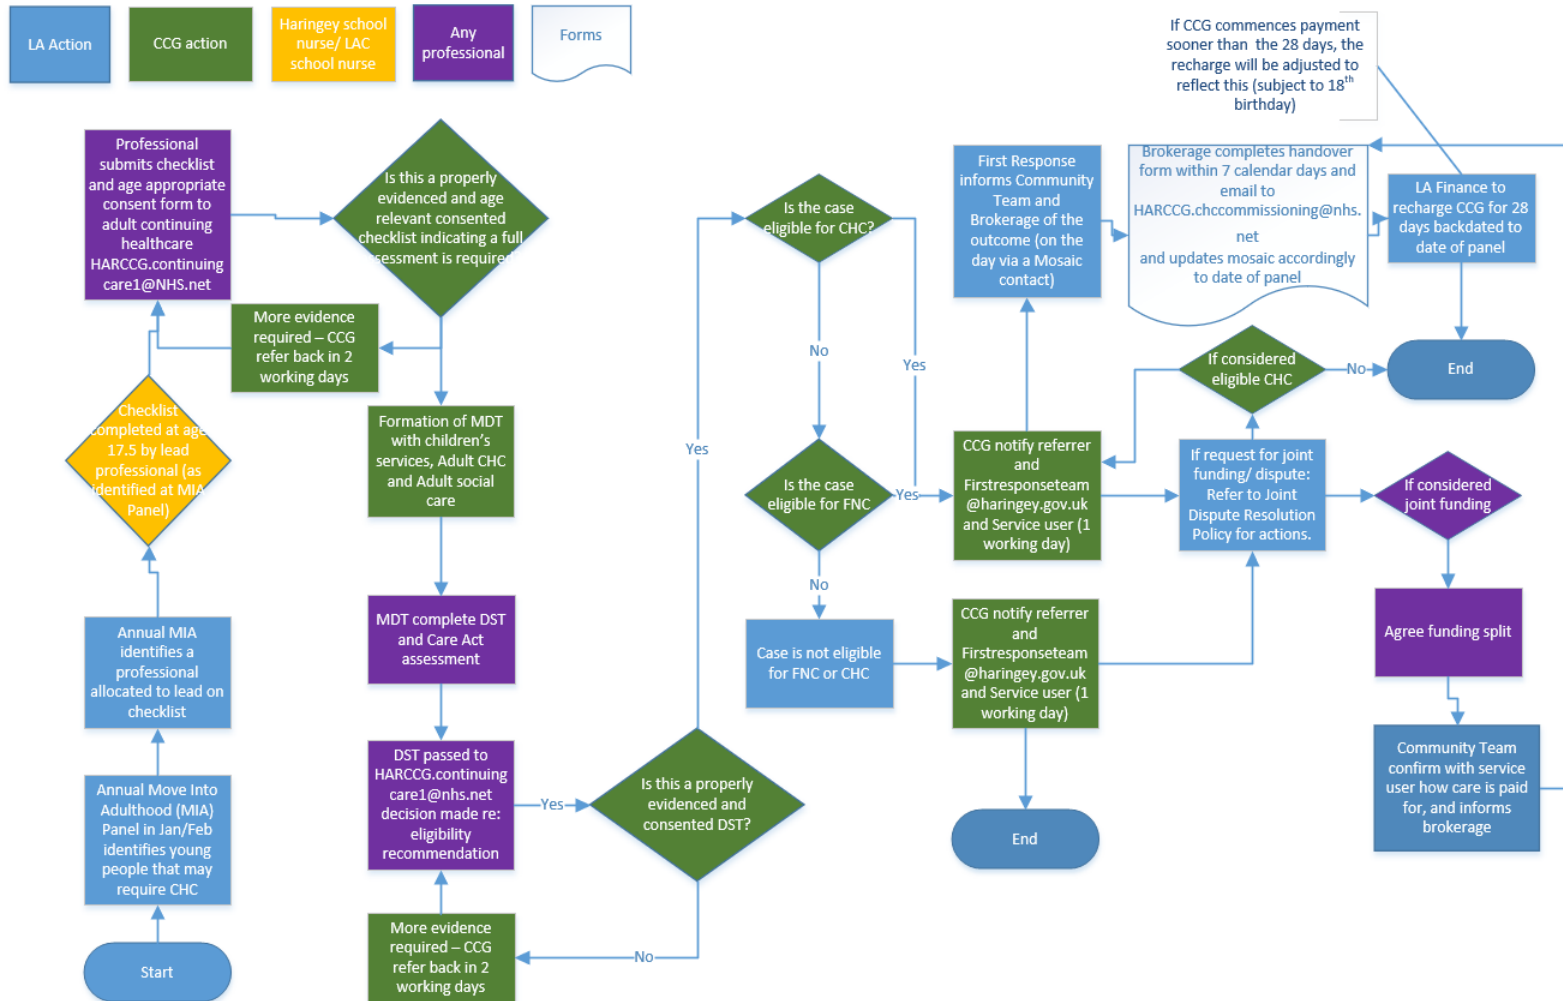 LA Action
CCG action
Haringey school
nurse/ LAC
school nurse
Any
professional
Forms
If CCG commences payment
sooner than the 28 days, the
recharge will be adjusted to
reflect this (subject to 18th
birthday)
Professional
submits checklist
and age appropriate
consent form to
adult continuing
healthcare
HARCCG.continuing
care1@NHS.net
Is this a properly
evidenced and age
relevant consented
checklist indicating a full
assessment is required
More evidence
required – CCG
refer back in 2
working days
Checklist
completed at age
17.5 by lead
professional (as
identified at MIA
Panel)
Annual MIA
identifies a
professional
allocated to lead on
checklist
Annual Move Into
Adulthood (MIA)
Panel in Jan/Feb
identifies young
people that may
require CHC
Start
Formation of MDT
with children's
services, Adult CHC
and Adult social
care
MDT complete DST
and Care Act
assessment
DST passed to
HARCCG.continuing
care1@nhs.net
decision made re:
eligibility
recommendation
More evidence
required – CCG
refer back in 2
working days
Yes
Is this a properly
evidenced and
consented DST?
No
Yes
Is the case
eligible for CHC?
No
Yes
Is the case
eligible for FNC
Yes
No
Case is not eligible
for FNC or CHC
First Response
informs Community
Team and
Brokerage of the
outcome (on the
day via a Mosaic
contact)
CCG notify referrer
and
Firstresponseteam
@haringey.gov.uk
and Service user (1
working day)
CCG notify referrer
and
Firstresponseteam
@haringey.gov.uk
and Service user (1
working day)
End
Brokerage completes handover
form within 7 calendar days and
email to
HARCCG.chccommissioning@nhs.
net
and updates mosaic accordingly
to date of panel
LA Finance to
recharge CCG for 28
days backdated to
date of panel
If considered
eligible CHC
No
End
If request for joint
funding/ dispute:
Refer to Joint
Dispute Resolution
Policy for actions.
If considered
joint funding
Agree funding split
Community Team
confirm with service
user how care is paid
for, and informs
brokerage